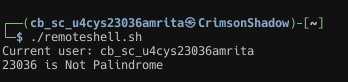 ┌──(cb_sc_u4cys23036amrita㉿CrimsonShadow)-[~]
└─$ ./remoteshell.sh
Current user: cb_sc_u4cys23036amrita
23036 is Not Palindrome